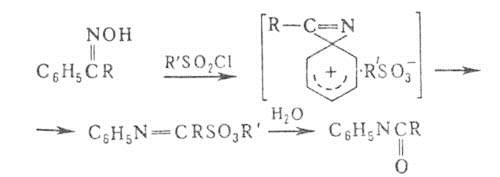 NOH
R—C=N
C₆H₅CR
R'SO₂Cl
+
·R'SO₃⁻
C₆H₅N=CRSO₃R'
H₂O
C₆H₅NCR
O